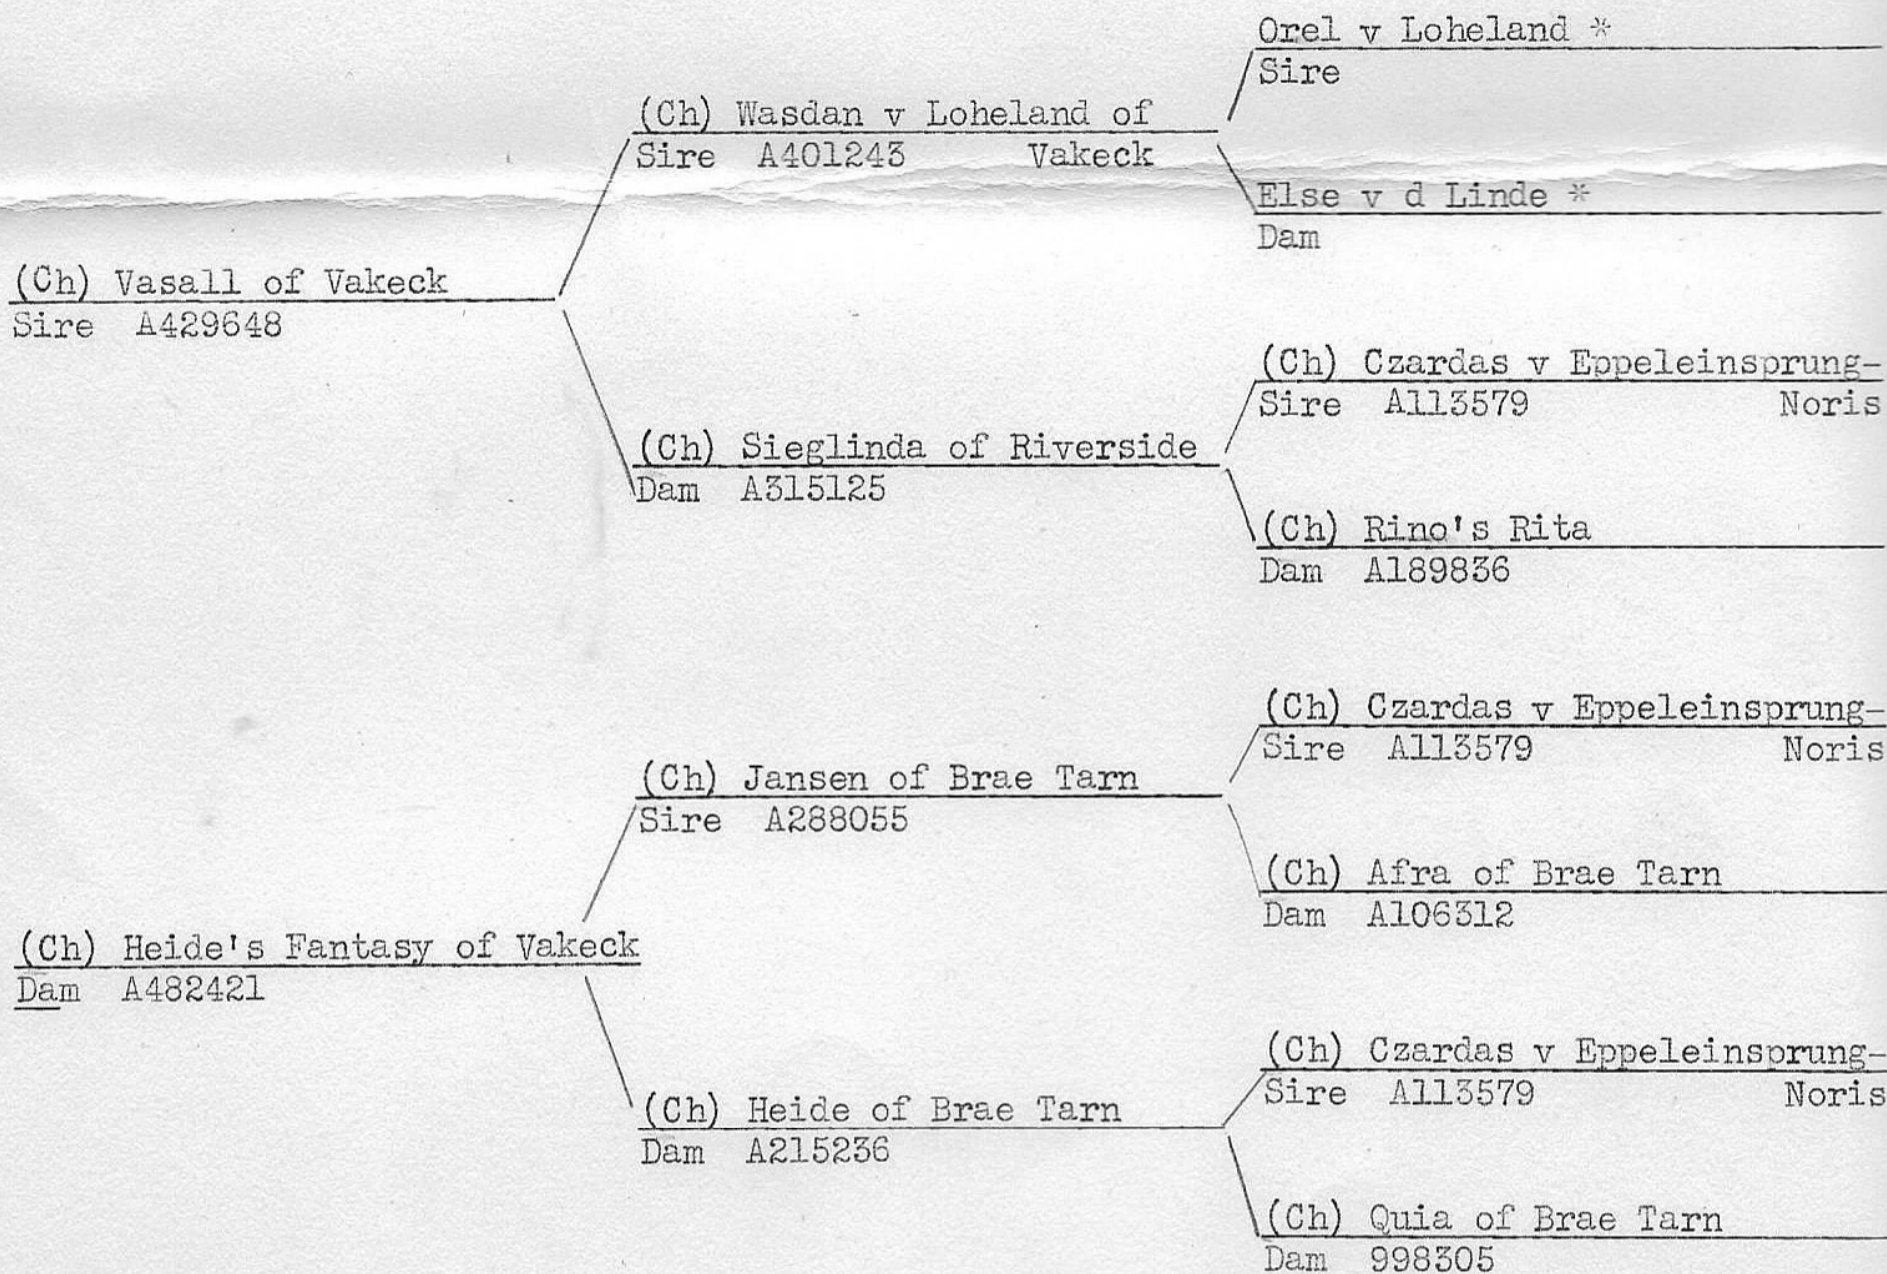 Orel v Loheland *
Sire
(Ch) Wasdan v Loheland of
Sire A401243 Vakeck
Else v d Linde *
Dam
(Ch) Vasall of Vakeck
Sire A429648
(Ch) Czardas v Eppeleinsprung-
Sire A113579 Noris
(Ch) Sieglinda of Riverside
Dam A315125
(Ch) Rino's Rita
Dam A189836
(Ch) Czardas v Eppeleinsprung-
Sire A113579 Noris
(Ch) Jansen of Brae Tarn
Sire A288055
(Ch) Afra of Brae Tarn
Dam A106312
(Ch) Heide's Fantasy of Vakeck
Dam A482421
(Ch) Czardas v Eppeleinsprung-
Sire A113579 Noris
(Ch) Heide of Brae Tarn
Dam A215236
(Ch) Quia of Brae Tarn
Dam 998305